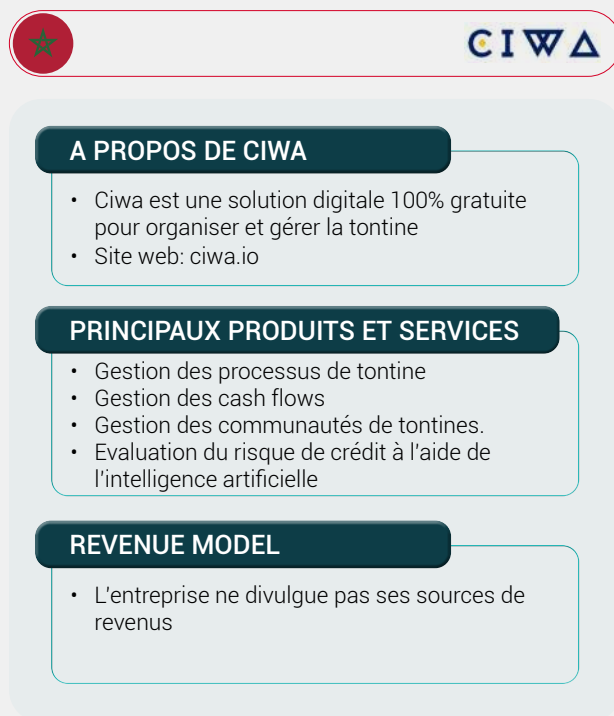 CIWA
A PROPOS DE CIWA
• Ciwa est une solution digitale 100% gratuite
pour organiser et gérer la tontine
• Site web: ciwa.io
PRINCIPAUX PRODUITS ET SERVICES
• Gestion des processus de tontine
• Gestion des cash flows
• Gestion des communautés de tontines.
• Evaluation du risque de crédit à l'aide de
l'intelligence artificielle
REVENUE MODEL
• L'entreprise ne divulgue pas ses sources de
revenus